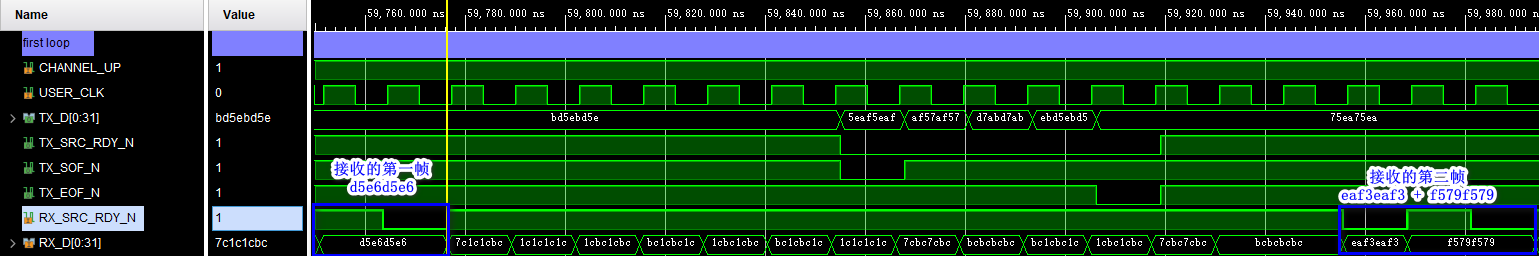 Name Value
59,760.000 ns 59,780.000 ns 59,800.000 ns 59,820.000 ns 59,840.000 ns 59,860.000 ns 59,880.000 ns 59,900.000 ns 59,920.000 ns 59,940.000 ns 59,960.000 ns 59,980.000 ns
first loop
CHANNEL_UP 1
USER_CLK 0
TX_D[0:31] bd5ebd5e bd5ebd5e 5eaf5eaf af57af57 d7abd7ab ebd5ebd5 75ea75ea
TX_SRC_RDY_N 1
TX_SOF_N 1
接收的第一帧
d5e6d5e6
接收的第三帧
eaf3eaf3 + f579f579
TX_EOF_N 1
RX_SRC_RDY_N 1
RX_D[0:31] 7c1c1cbc d5e6d5e6 7c1c1cbc 1c1c1c1c 1cbc1cbc bc1cbc1c 1cbc1cbc bc1cbc1c 1c1c1c1c 7cbc7cbc bcbcbcbc bc1cbc1c 1cbc1cbc 7cbc7cbc bcbcbcbc eaf3eaf3 f579f579